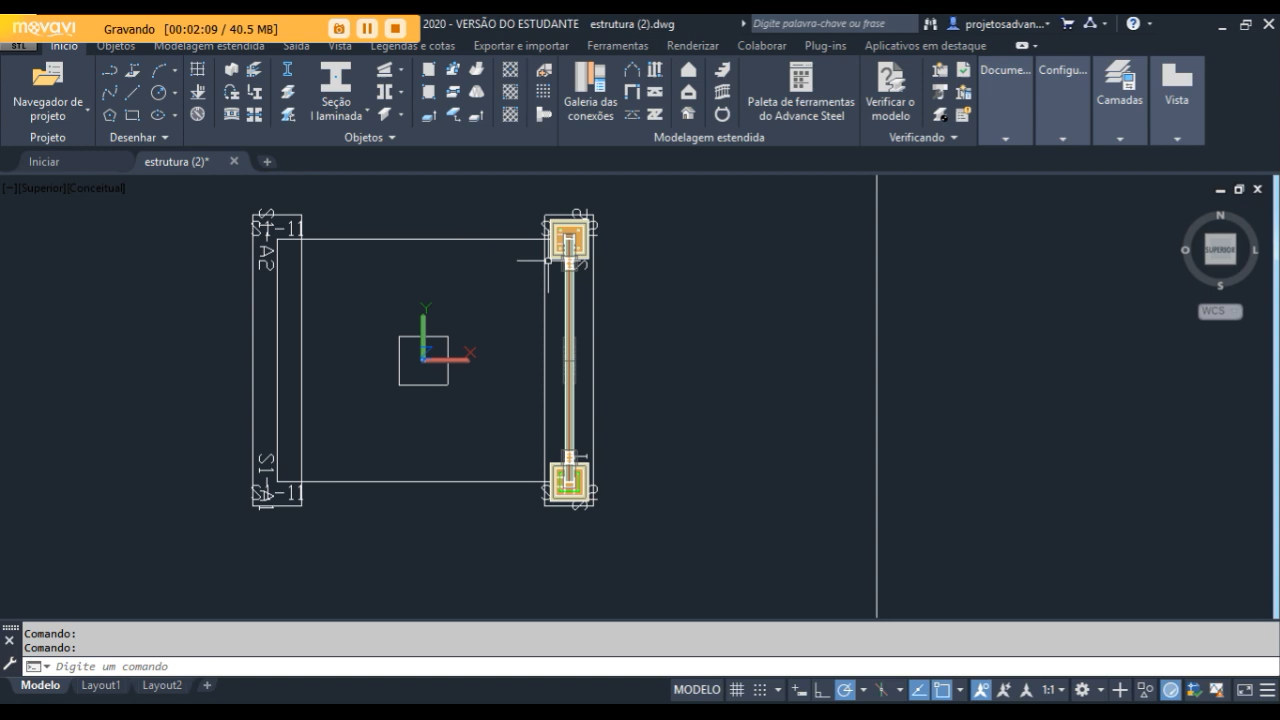 movavi
Gravando [00:02:09 / 40.5 MB]
2020 - VERSÃO DO ESTUDANTE estrutura (2).dwg
Digite palavra-chave ou frase
projetosadvan...
STL
Início Objetos Modelagem estendida Saída Vista Legendas e cotas Exportar e importar Ferramentas Renderizar Colaborar Plug-ins Aplicativos em destaque
Navegador de projeto
Seção I laminada
Galeria das conexões
Paleta de ferramentas do Advance Steel
Verificar o modelo
Docume...
Configu...
Camadas
Vista
Projeto Desenhar Objetos Modelagem estendida Verificando
Iniciar estrutura (2)*
[−][Superior][Conceitual]
N
O SUPERIOR L
S
WCS
A2
Y
X
MODELO 1:1
Comando:
Comando:
Digite um comando
Modelo Layout1 Layout2